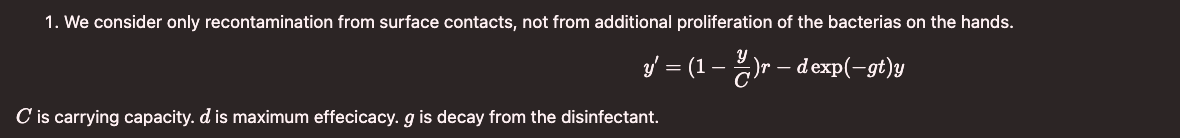 1. We consider only recontamination from surface contacts, not from additional proliferation of the bacterias on the hands.
y′ = (1 − y/C)r − d exp(−gt)y
C is carrying capacity. d is maximum effecicacy. g is decay from the disinfectant.